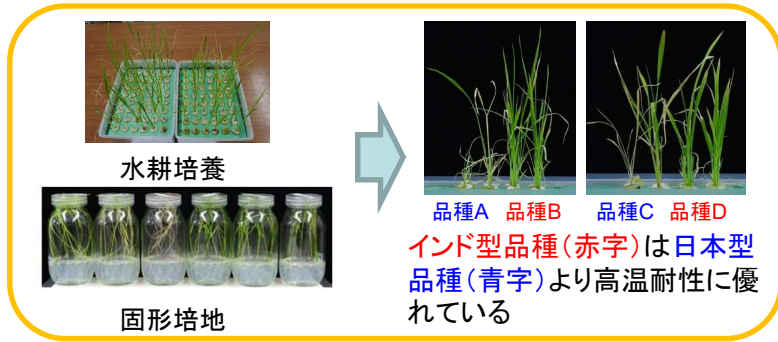 水耕培養
固形培地
品種A 品種B 品種C 品種D
インド型品種(赤字)は日本型
品種(青字)より高温耐性に優
れている